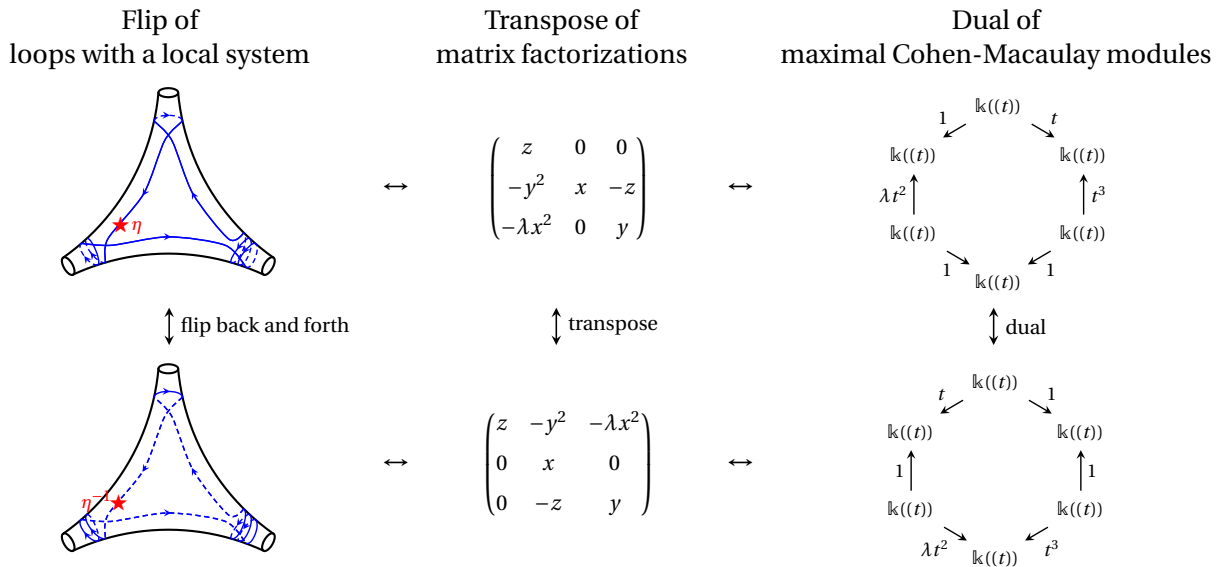 Flip of
loops with a local system
Transpose of
matrix factorizations
Dual of
maximal Cohen-Macaulay modules
η
↔
z 0 0
−y² x −z
−λx² 0 y
↔
𝕜((t))
1 t
𝕜((t)) 𝕜((t))
λt² t³
𝕜((t)) 𝕜((t))
1 1
𝕜((t))
flip back and forth
transpose
dual
η⁻¹
↔
z −y² −λx²
0 x 0
0 −z y
↔
𝕜((t))
t 1
𝕜((t)) 𝕜((t))
1 1
𝕜((t)) 𝕜((t))
λt² t³
𝕜((t))